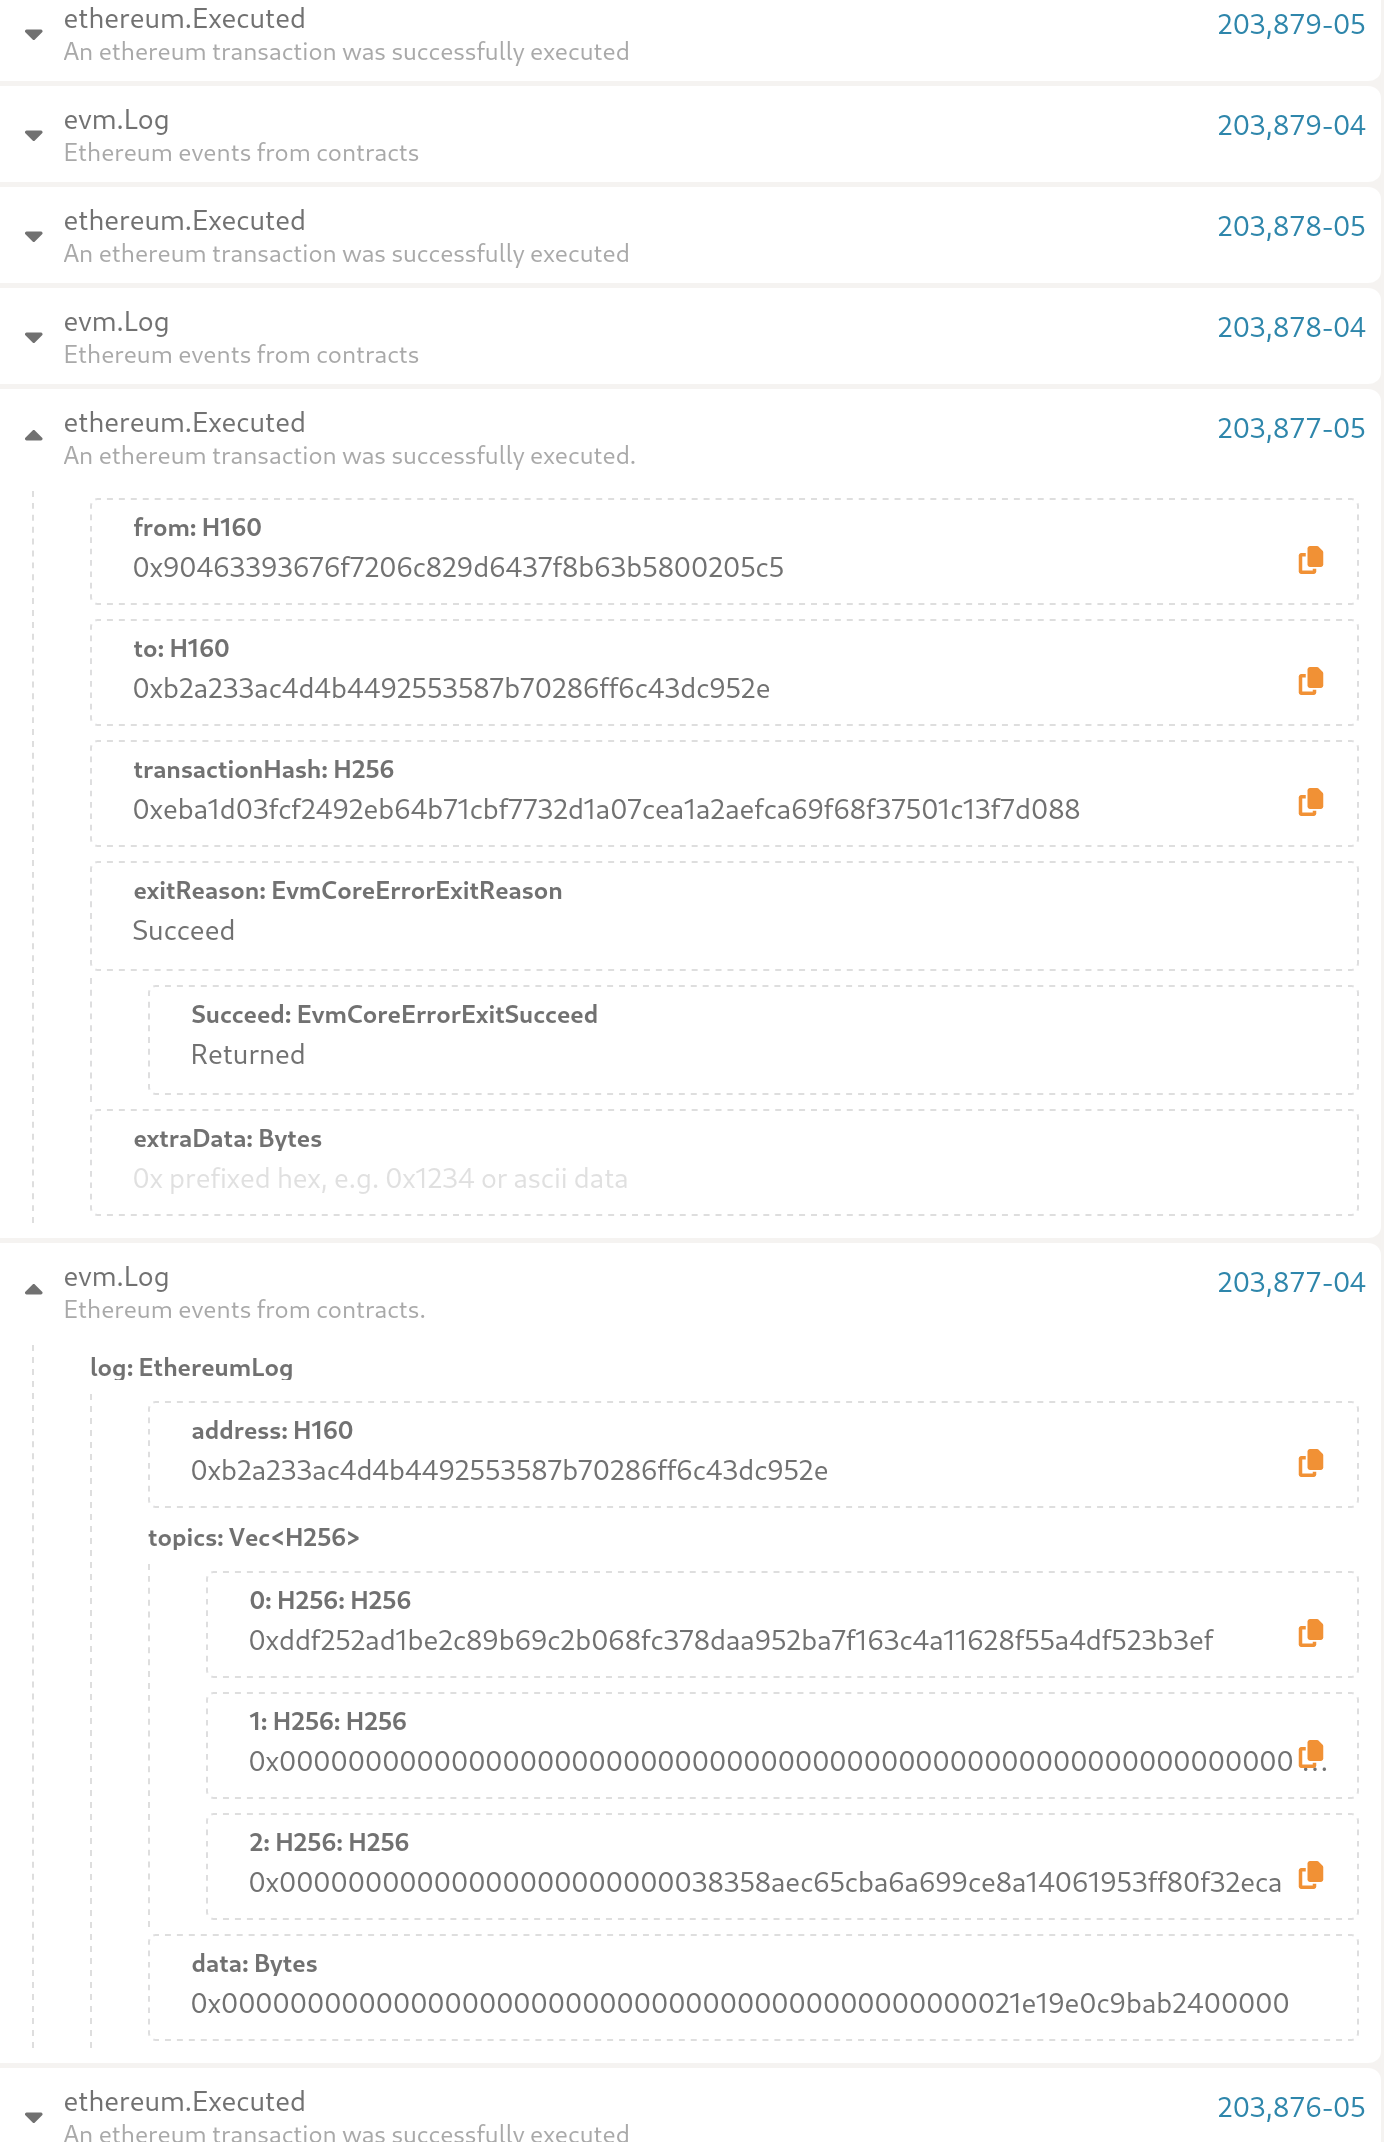 ethereum.Executed
203,879-05
An ethereum transaction was successfully executed
evm.Log
203,879-04
Ethereum events from contracts
ethereum.Executed
203,878-05
An ethereum transaction was successfully executed
evm.Log
203,878-04
Ethereum events from contracts
ethereum.Executed
203,877-05
An ethereum transaction was successfully executed.
from: H160
0x90463393676f7206c829d6437f8b63b5800205c5
to: H160
0xb2a233ac4d4b4492553587b70286ff6c43dc952e
transactionHash: H256
0xeba1d03fcf2492eb64b71cbf7732d1a07cea1a2aefca69f68f37501c13f7d088
exitReason: EvmCoreErrorExitReason
Succeed
Succeed: EvmCoreErrorExitSucceed
Returned
extraData: Bytes
0x prefixed hex, e.g. 0x1234 or ascii data
evm.Log
203,877-04
Ethereum events from contracts.
log: EthereumLog
address: H160
0xb2a233ac4d4b4492553587b70286ff6c43dc952e
topics: Vec<H256>
0: H256: H256
0xddf252ad1be2c89b69c2b068fc378daa952ba7f163c4a11628f55a4df523b3ef
1: H256: H256
0x0000000000000000000000000000000000000000000000000000000000000...
2: H256: H256
0x00000000000000000000000038358aec65cba6a699ce8a14061953ff80f32eca
data: Bytes
0x00000000000000000000000000000000000000000000021e19e0c9bab2400000
ethereum.Executed
203,876-05
An ethereum transaction was successfully executed